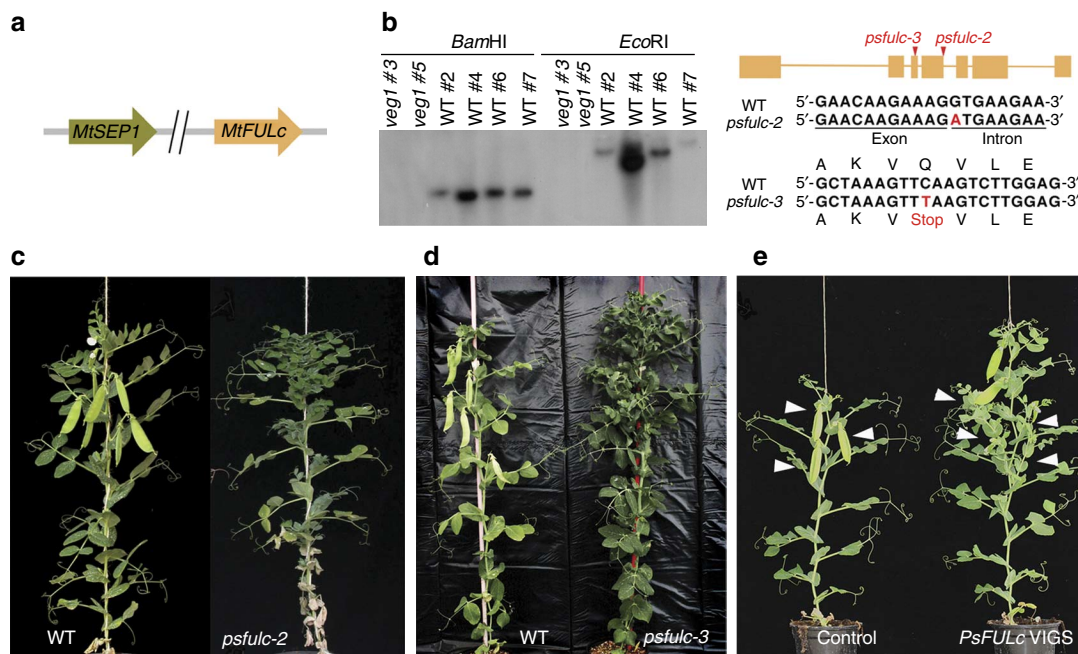 a
MtSEP1 MtFULc
b
BamHI EcoRI
veg1 #3 veg1 #5 WT #2 WT #4 WT #6 WT #7 veg1 #3 veg1 #5 WT #2 WT #4 WT #6 WT #7
psfulc-3 psfulc-2
WT 5′-GAACAAGAAAGGTGAAGAA-3′
psfulc-2 5′-GAACAAGAAAGATGAAGAA-3′
Exon Intron
A K V Q V L E
WT 5′-GCTAAAGTTCAAGTCTTGGAG-3′
psfulc-3 5′-GCTAAAGTTTAAGTCTTGGAG-3′
A K V Stop V L E
c
WT psfulc-2
d
WT psfulc-3
e
Control PsFULc VIGS